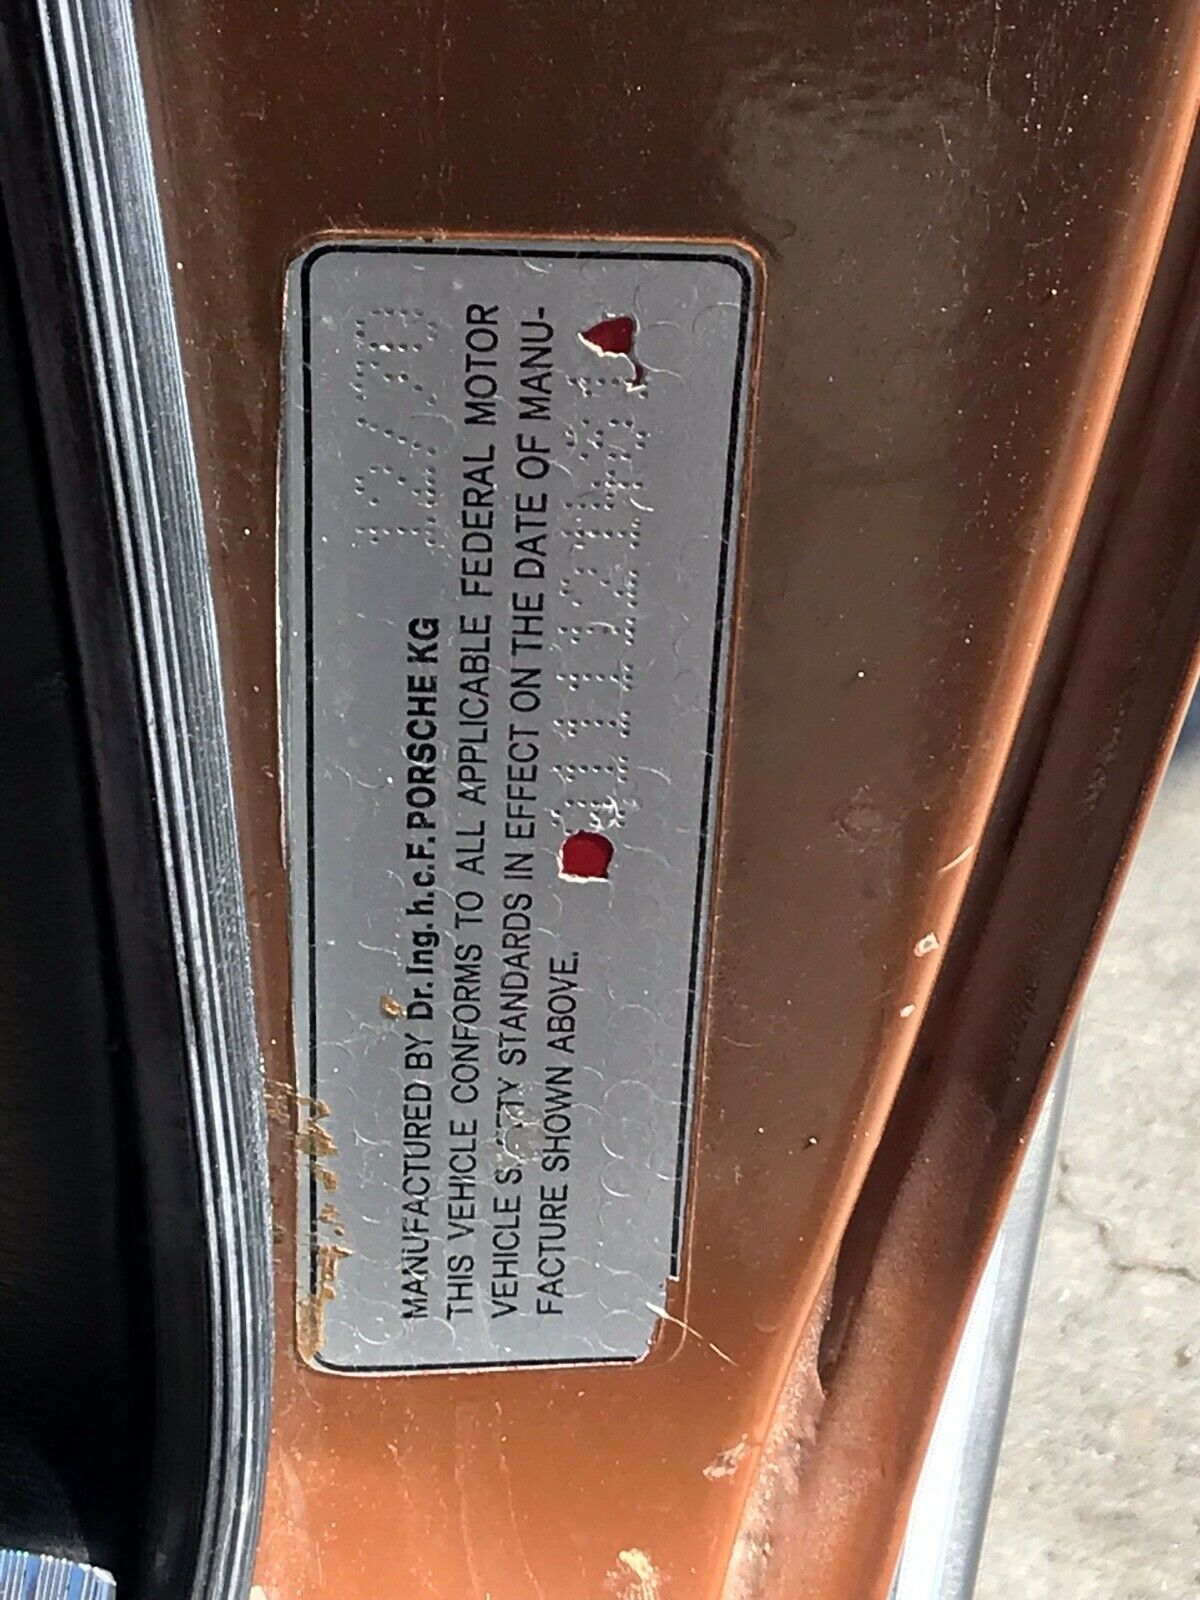 12/70
MANUFACTURED BY Dr.Ing.h.c.F.PORSCHE KG
THIS VEHICLE CONFORMS TO ALL APPLICABLE FEDERAL MOTOR
VEHICLE SAFETY STANDARDS IN EFFECT ON THE DATE OF MANU-
FACTURE SHOWN ABOVE.